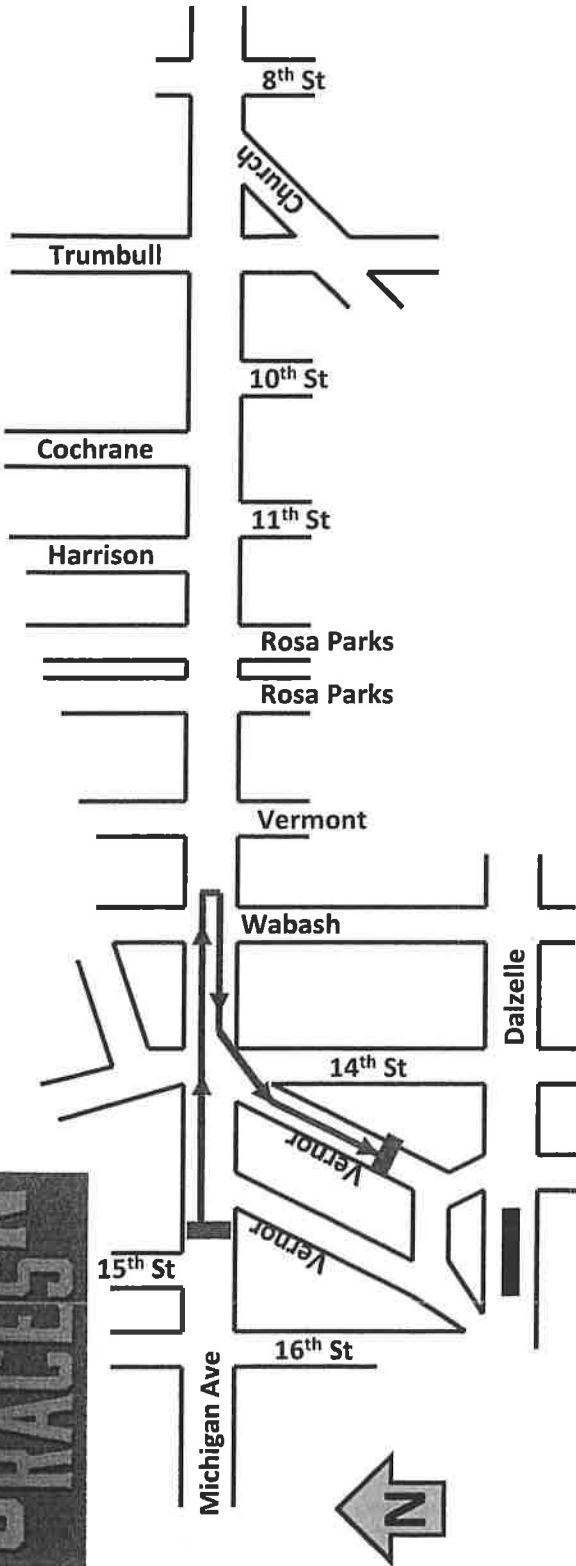 8th St
Church
Trumbull
10th St
Cochrane
11th St
Harrison
Rosa Parks
Rosa Parks
Vermont
Wabash
Dalzelle
14th St
Vernor
Vernor
15th St
16th St
Michigan Ave
N